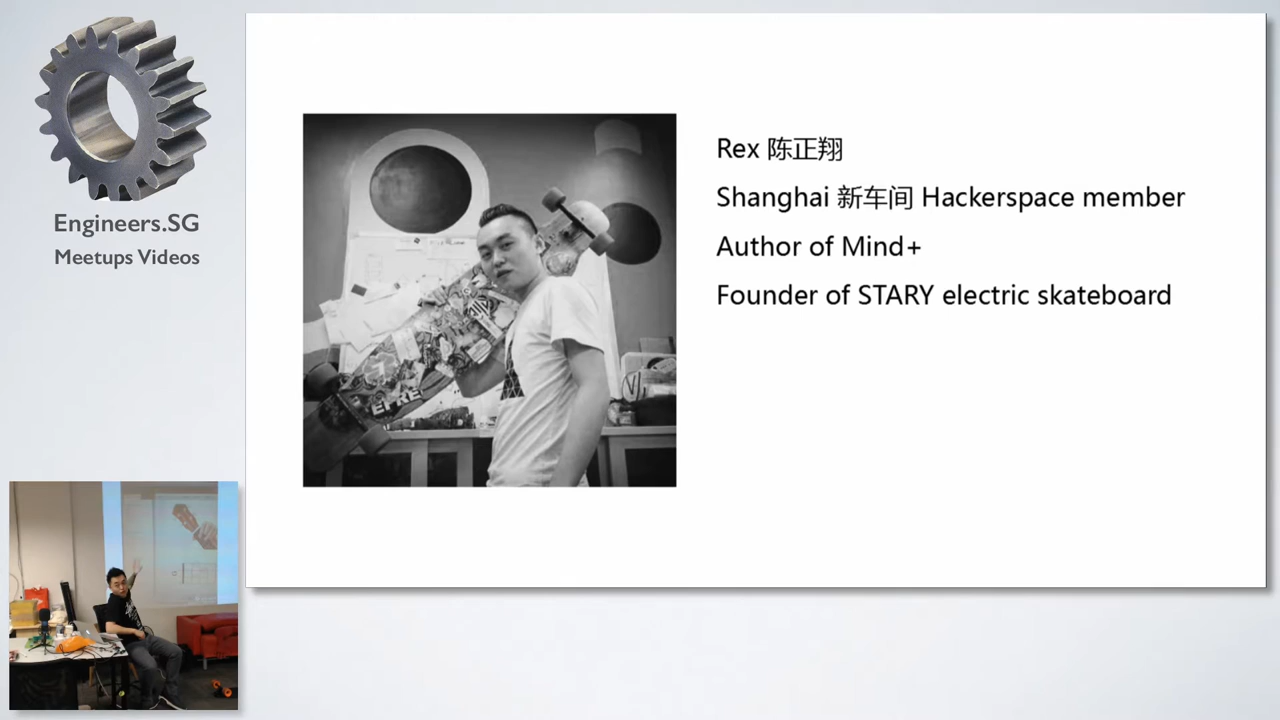 Engineers.SG
Meetups Videos
Rex 陈正翔
Shanghai 新车间 Hackerspace member
Author of Mind+
Founder of STARY electric skateboard